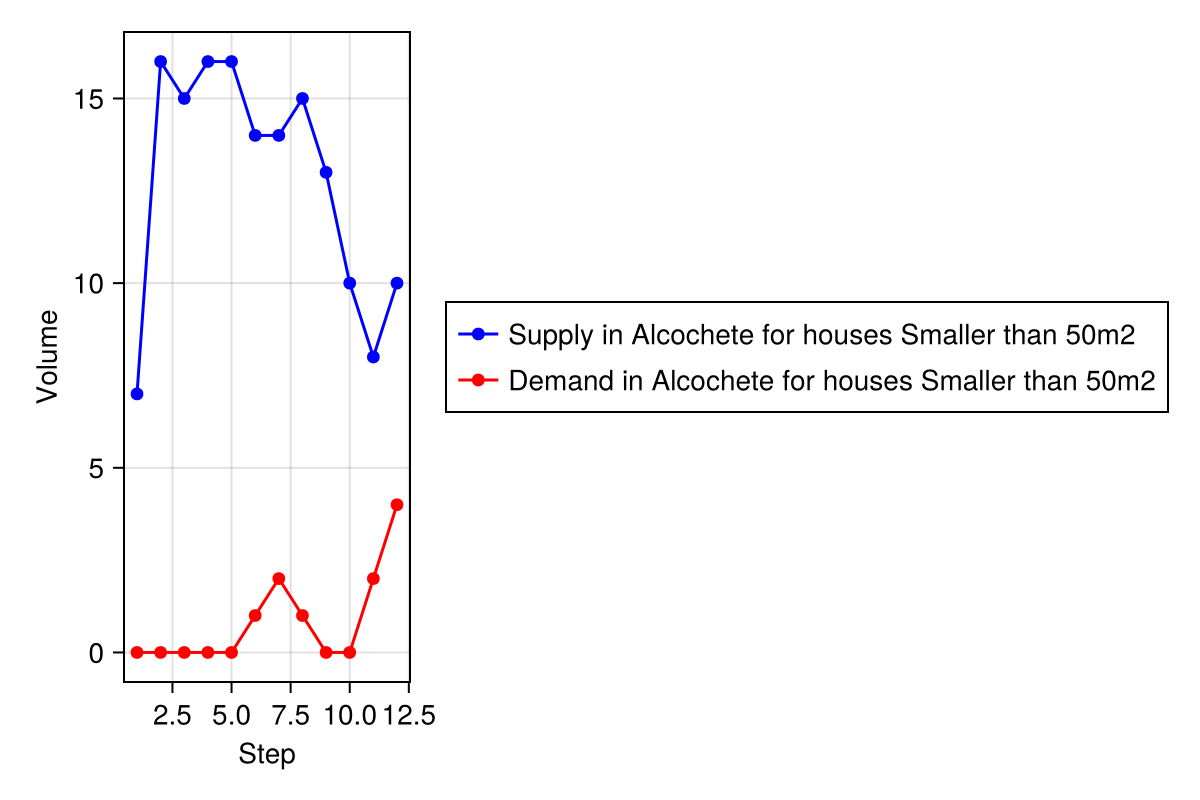 15
10
5
0
Volume
2.5 5.0 7.5 10.0 12.5
Step
Supply in Alcochete for houses Smaller than 50m2
Demand in Alcochete for houses Smaller than 50m2